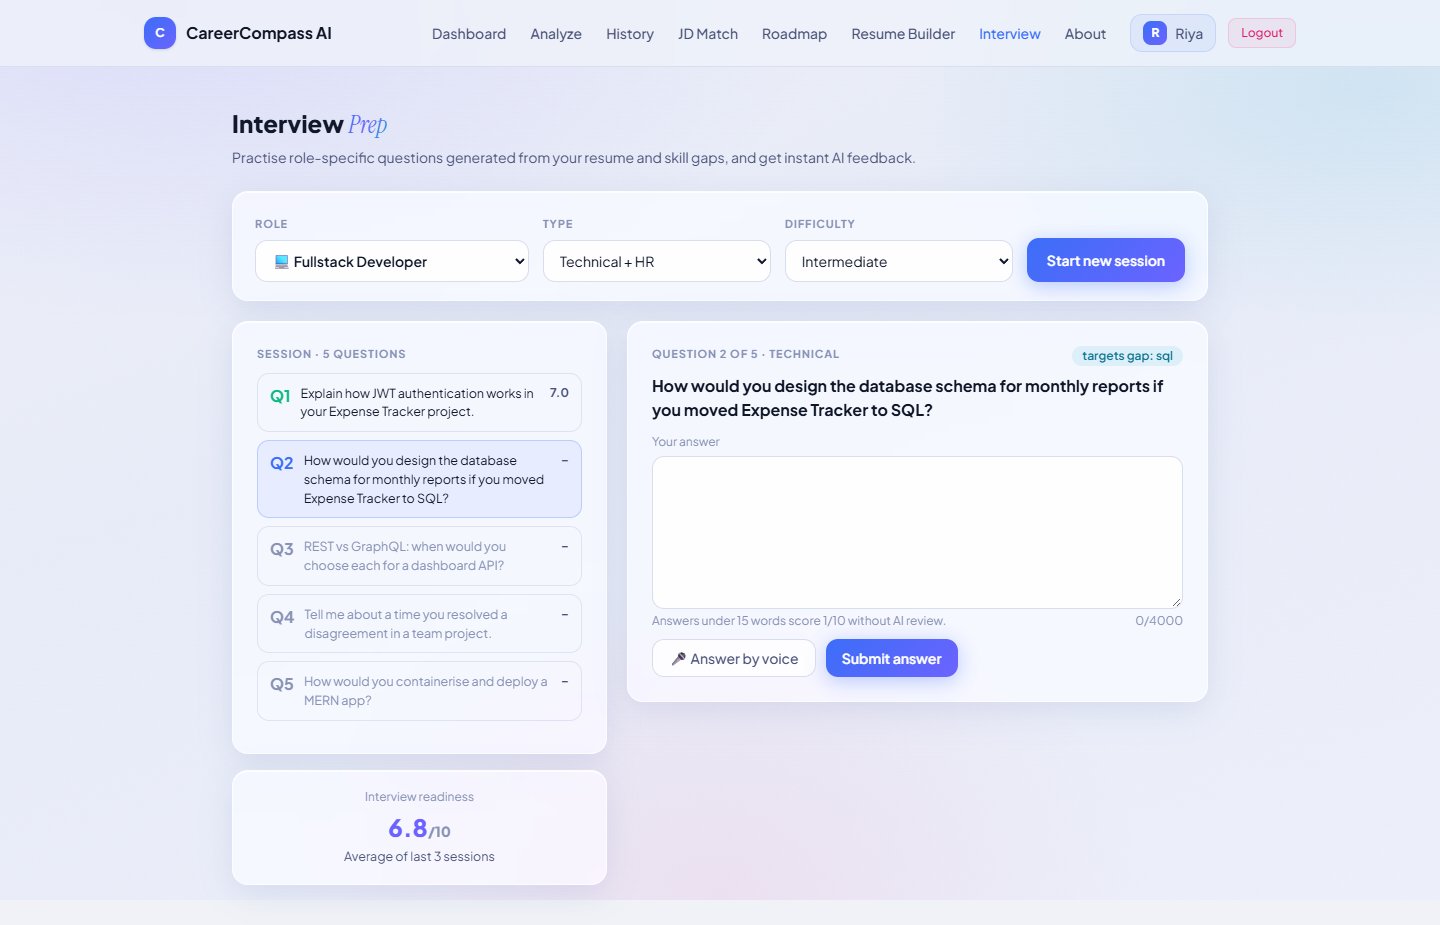 C CareerCompass AI
Dashboard Analyze History JD Match Roadmap Resume Builder Interview About R Riya Logout
Interview Prep
Practise role-specific questions generated from your resume and skill gaps, and get instant AI feedback.
ROLE TYPE DIFFICULTY
Fullstack Developer Technical + HR Intermediate Start new session
SESSION · 5 QUESTIONS
Q1 Explain how JWT authentication works in 7.0
your Expense Tracker project.
Q2 How would you design the database –
schema for monthly reports if you moved
Expense Tracker to SQL?
Q3 REST vs GraphQL: when would you –
choose each for a dashboard API?
Q4 Tell me about a time you resolved a –
disagreement in a team project.
Q5 How would you containerise and deploy a –
MERN app?
Interview readiness
6.8/10
Average of last 3 sessions
QUESTION 2 OF 5 · TECHNICAL targets gap: sql
How would you design the database schema for monthly reports if
you moved Expense Tracker to SQL?
Your answer
Answers under 15 words score 1/10 without AI review. 0/4000
Answer by voice Submit answer